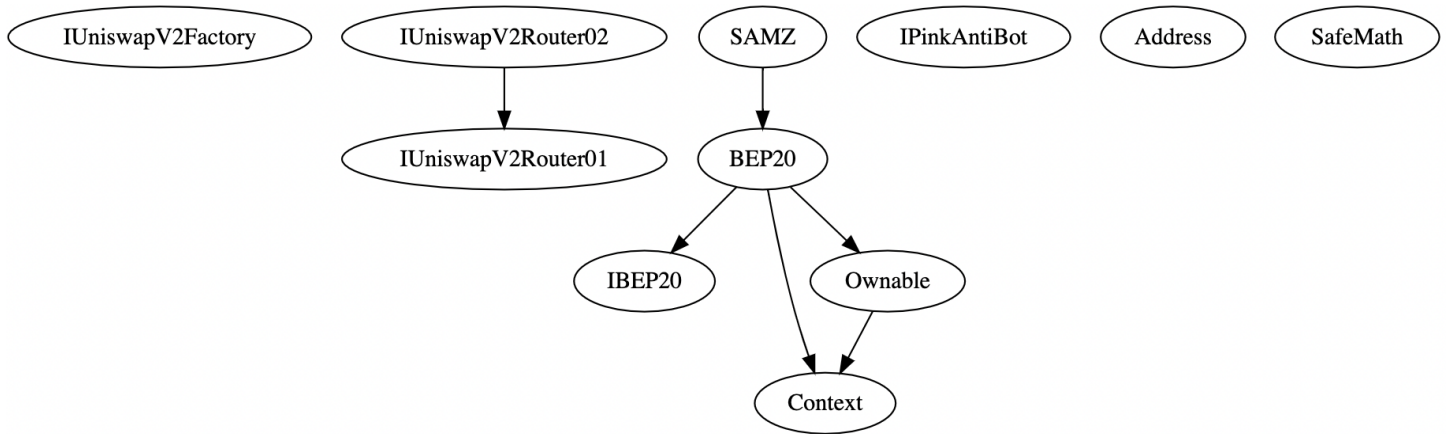 IUniswapV2Factory
IUniswapV2Router02
SAMZ
IPinkAntiBot
Address
SafeMath
IUniswapV2Router01
BEP20
IBEP20
Ownable
Context